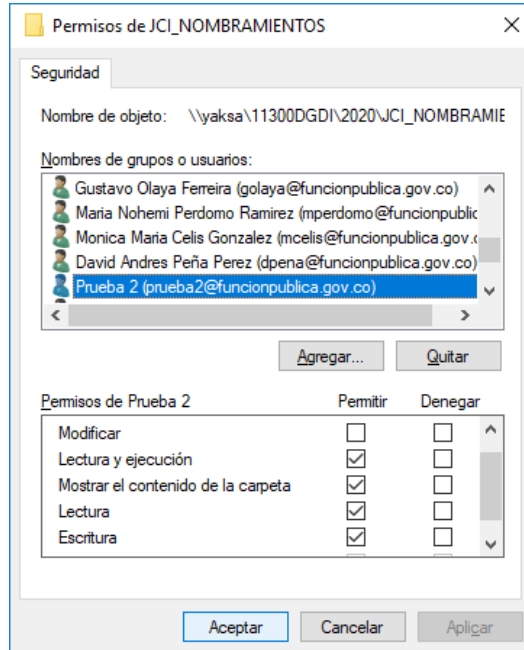 Permisos de JCI_NOMBRAMIENTOS
Seguridad
Nombre de objeto: \\yaksa\11300DGDI\2020\JCI_NOMBRAMIE
Nombres de grupos o usuarios:
Gustavo Olaya Ferreira (golaya@funcionpublica.gov.co)
Maria Nohemi Perdomo Ramirez (mperdomo@funcionpublic
Monica Maria Celis Gonzalez (mcelis@funcionpublica.gov.c
David Andres Peña Perez (dpena@funcionpublica.gov.co)
Prueba 2 (prueba2@funcionpublica.gov.co)
Agregar... Quitar
Permisos de Prueba 2 Permitir Denegar
Modificar
Lectura y ejecución
Mostrar el contenido de la carpeta
Lectura
Escritura
Aceptar Cancelar Aplicar